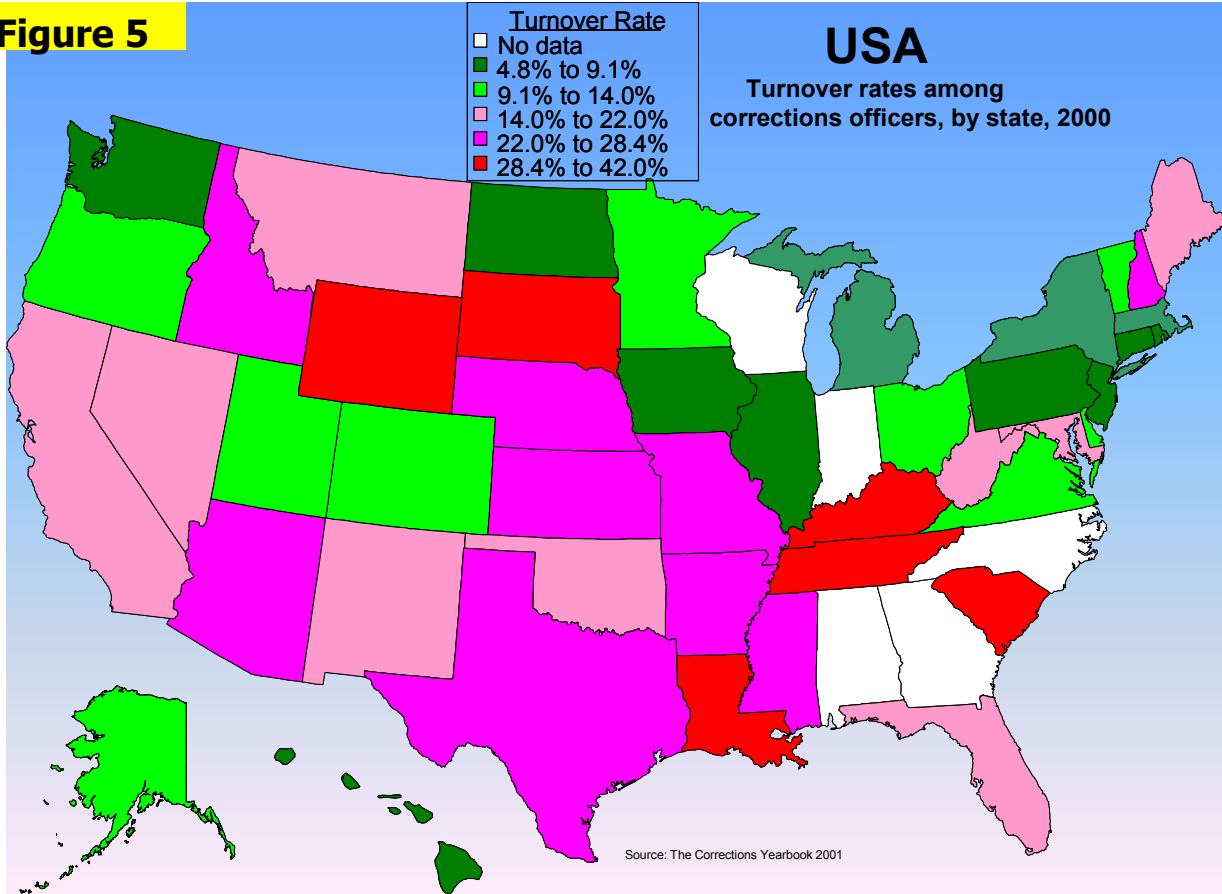 Figure 5
Turnover Rate
No data
4.8% to 9.1%
9.1% to 14.0%
14.0% to 22.0%
22.0% to 28.4%
28.4% to 42.0%
USA
Turnover rates among
corrections officers, by state, 2000
Source: The Corrections Yearbook 2001